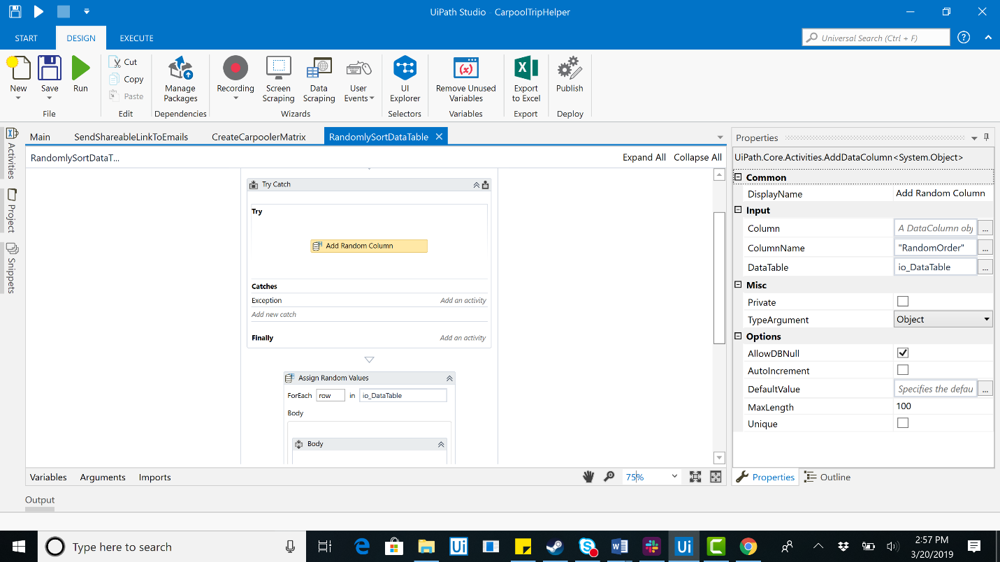 UiPath Studio - CarpoolTripHelper
START DESIGN EXECUTE
Universal Search (Ctrl + F)
?
New
Save
Run
File
Cut
Copy
Paste
Edit
Manage
Packages
Dependencies
Recording
Screen
Scraping
Data
Scraping
User
Events
Wizards
UI
Explorer
Selectors
Remove Unused
Variables
Variables
Export
to Excel
Export
Publish
Deploy
Activities
Project
Snippets
Main SendShareableLinkToEmails CreateCarpoolerMatrix RandomlySortDataTable
RandomlySortDataT...
Expand All Collapse All
Try Catch
Try
Add Random Column
Catches
Exception Add an activity
Add new catch
Finally Add an activity
Assign Random Values
ForEach row in io_DataTable
Body
Body
Properties
UiPath.Core.Activities.AddDataColumn<System.Object>
Common
DisplayName Add Random Column
Input
Column A DataColumn obj ...
ColumnName "RandomOrder" ...
DataTable io_DataTable ...
Misc
Private
TypeArgument Object
Options
AllowDBNull
AutoIncrement
DefaultValue Specifies the defau ...
MaxLength 100
Unique
Variables Arguments Imports
75%
Properties Outline
Output
Type here to search
Ui
Ui
2:57 PM
3/20/2019